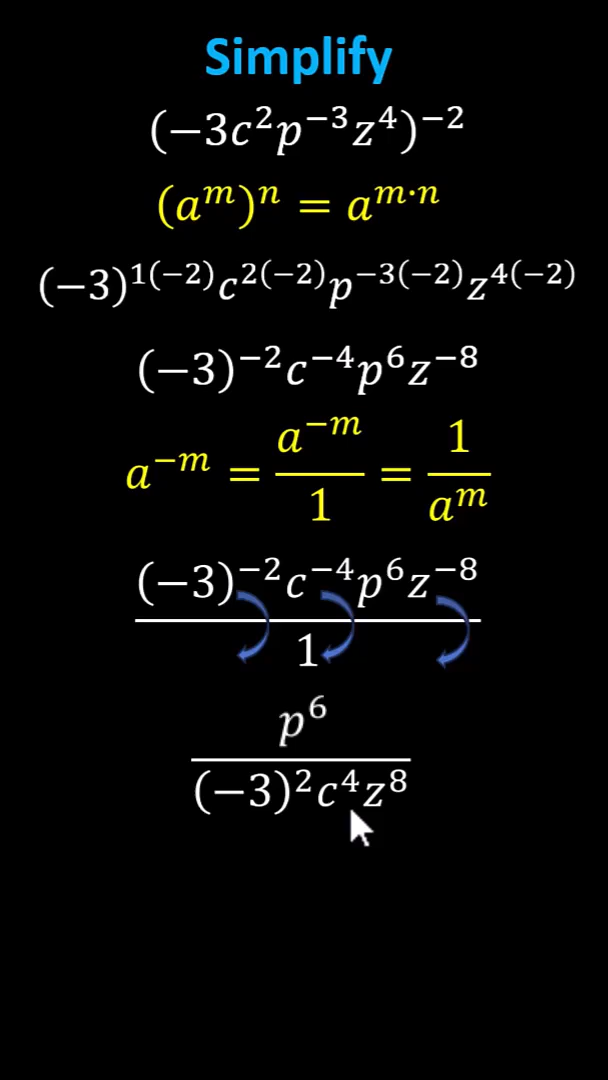 Simplify
(−3c²p⁻³z⁴)⁻²
(aᵐ)ⁿ = aᵐ·ⁿ
(−3)¹⁽⁻²⁾c²⁽⁻²⁾p⁻³⁽⁻²⁾z⁴⁽⁻²⁾
(−3)⁻²c⁻⁴p⁶z⁻⁸
a⁻ᵐ = a⁻ᵐ/1 = 1/aᵐ
(−3)⁻²c⁻⁴p⁶z⁻⁸
1
p⁶
(−3)²c⁴z⁸